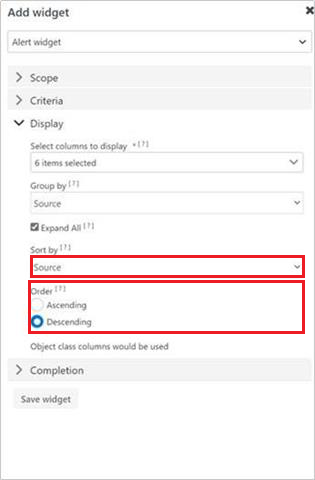 Add widget
Alert widget
Scope
Criteria
Display
Select columns to display *[?]
6 items selected
Group by [?]
Source
Expand All [?]
Sort by [?]
Source
Order [?]
Ascending
Descending
Object class columns would be used
Completion
Save widget